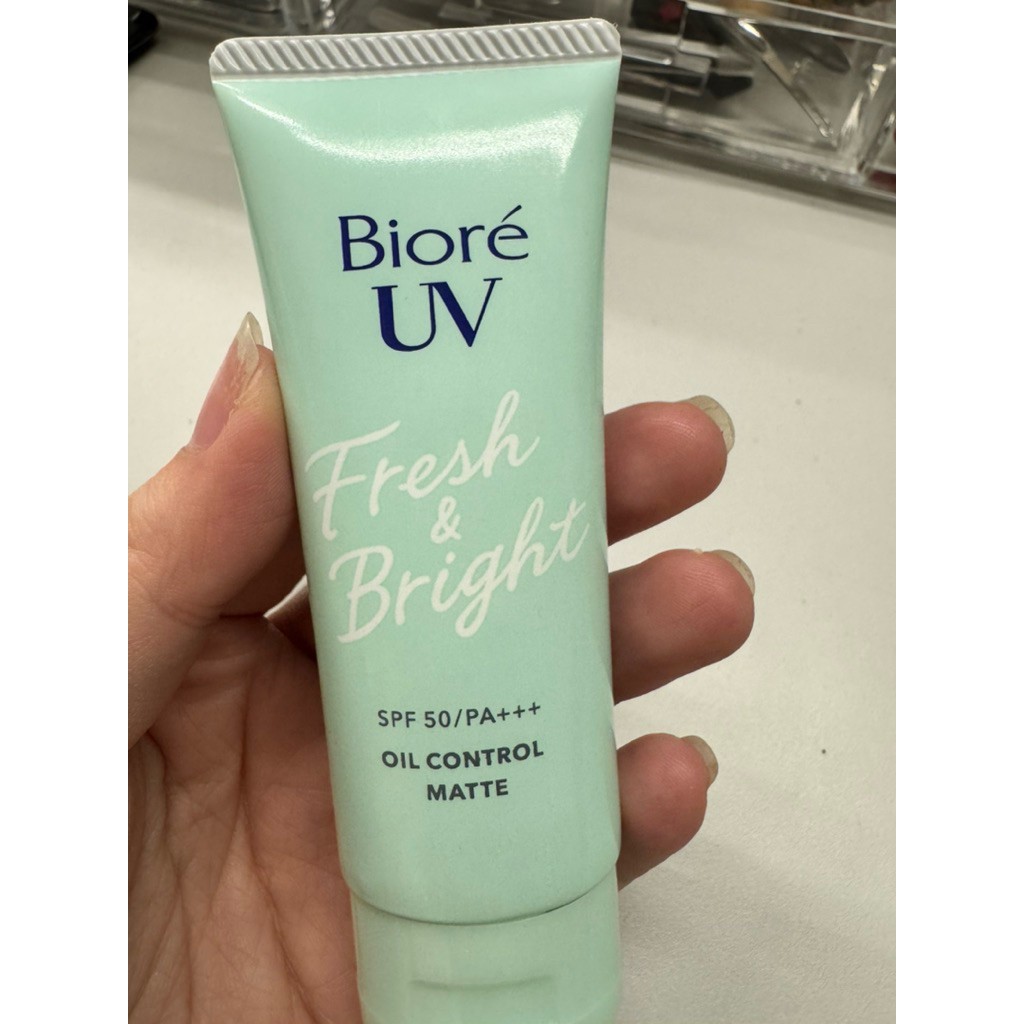 Bioré
UV
Fresh
&
Bright
SPF 50/PA+++
OIL CONTROL
MATTE